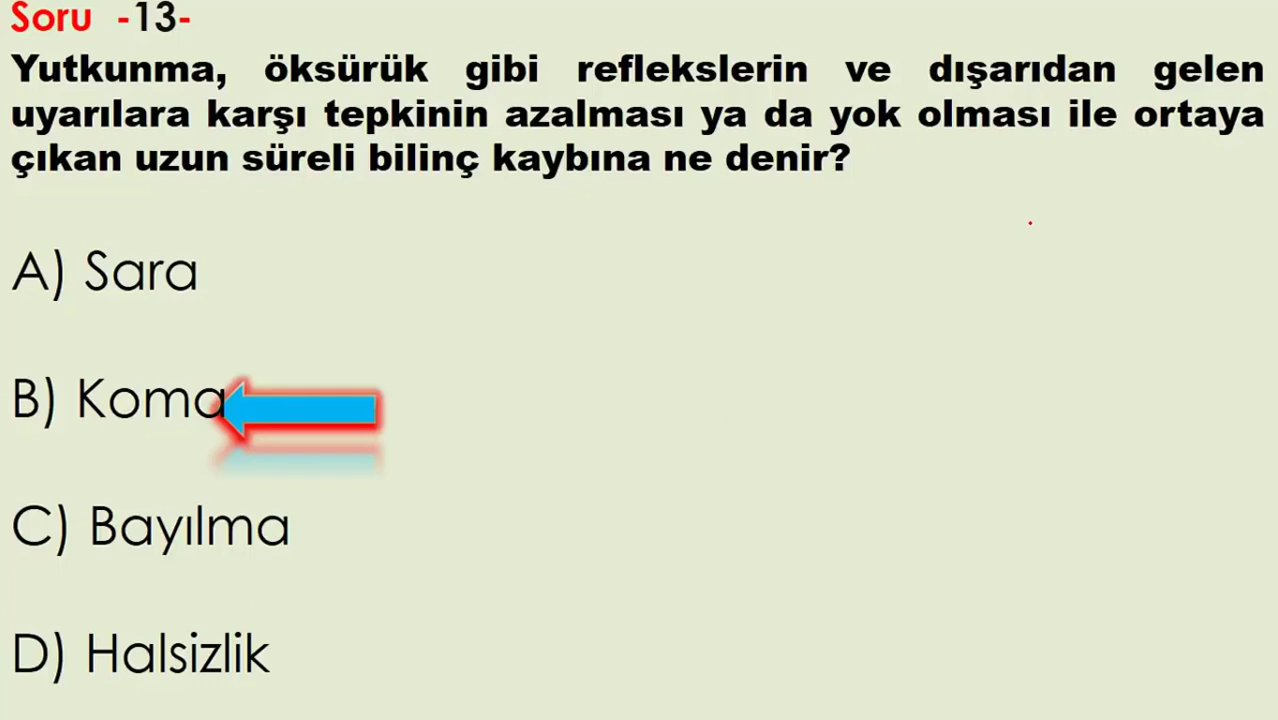 Soru -13-
Yutkunma, öksürük gibi reflekslerin ve dışarıdan gelen
uyarılara karşı tepkinin azalması ya da yok olması ile ortaya
çıkan uzun süreli bilinç kaybına ne denir?
A) Sara
B) Koma
C) Bayılma
D) Halsizlik